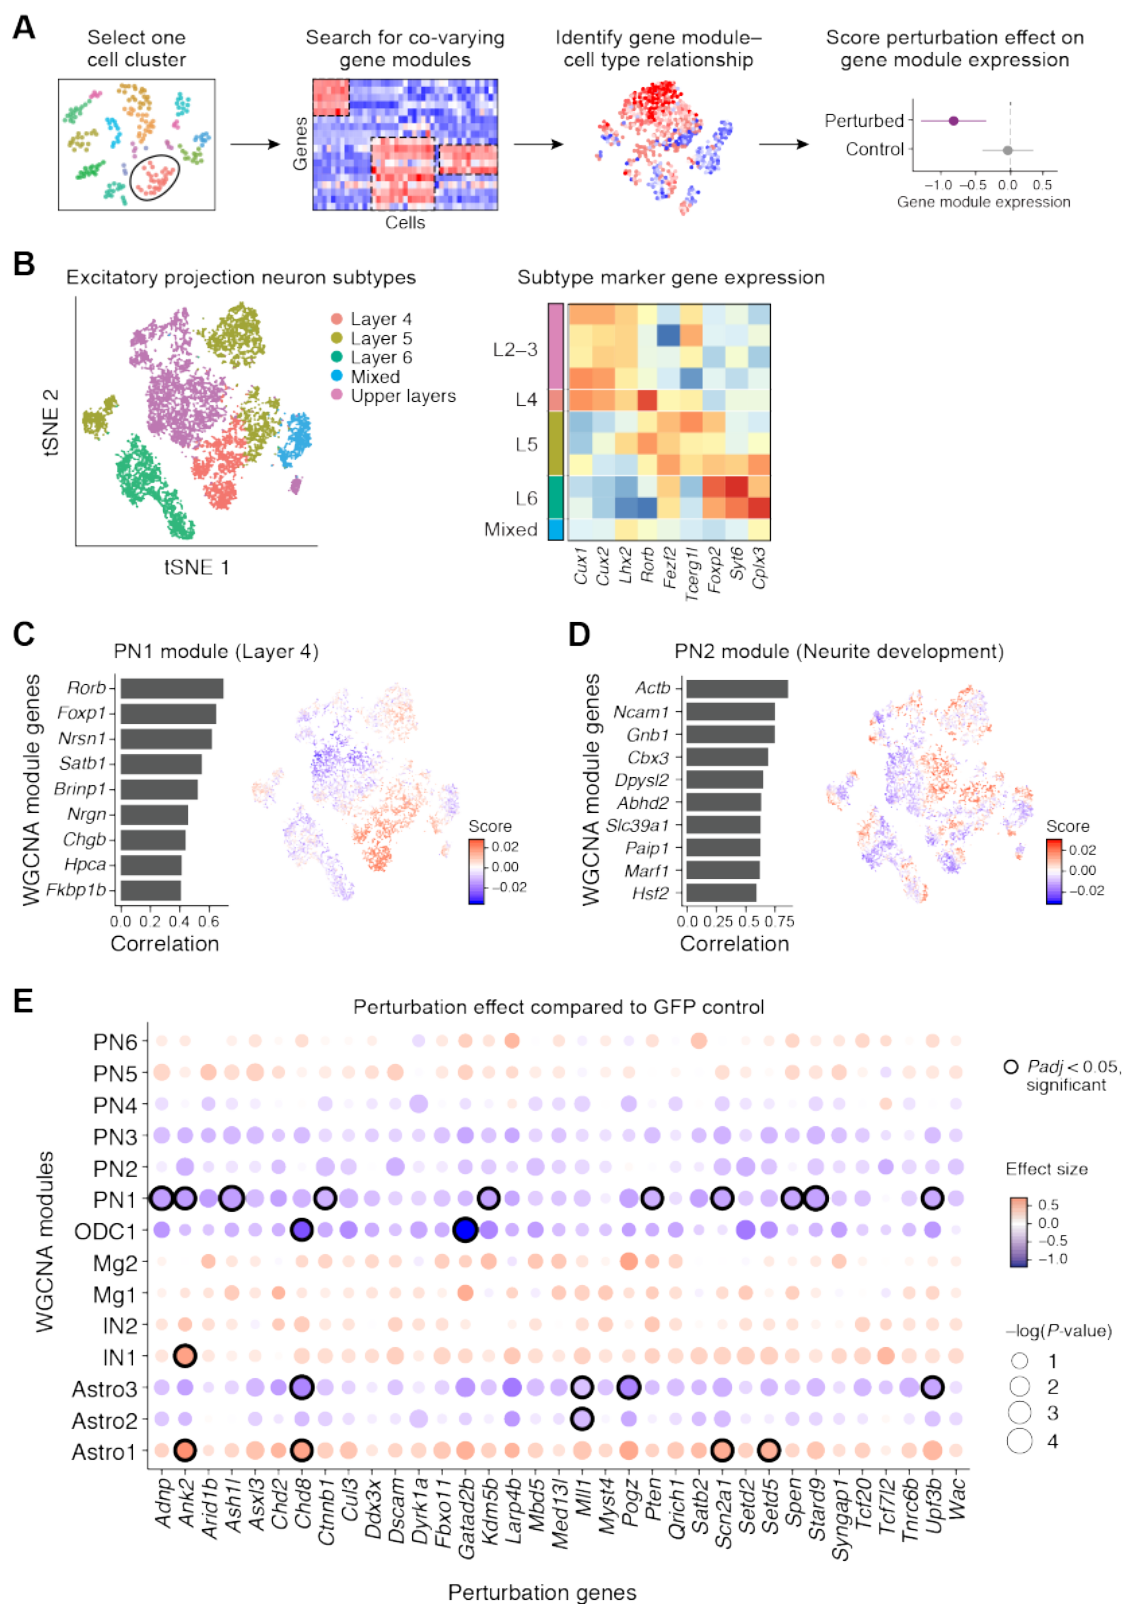 A
Select one
cell cluster
Search for co-varying
gene modules
Identify gene module–
cell type relationship
Score perturbation effect on
gene module expression
Genes
Cells
Perturbed
Control
−1.0 −0.5 0.0 0.5
Gene module expression
B
Excitatory projection neuron subtypes
tSNE 2
tSNE 1
Layer 4
Layer 5
Layer 6
Mixed
Upper layers
Subtype marker gene expression
L2–3
L4
L5
L6
Mixed
Cux1
Cux2
Lhx2
Rorb
Fezf2
Tcerg1l
Foxp2
Syt6
Cplx3
C
PN1 module (Layer 4)
WGCNA module genes
Rorb
Foxp1
Nrsn1
Satb1
Brinp1
Nrgn
Chgb
Hpca
Fkbp1b
0.0 0.2 0.4 0.6
Correlation
Score
0.02
0.00
−0.02
D
PN2 module (Neurite development)
WGCNA module genes
Actb
Ncam1
Gnb1
Cbx3
Dpysl2
Abhd2
Slc39a1
Paip1
Marf1
Hsf2
0.0 0.25 0.5 0.75
Correlation
Score
0.02
0.00
−0.02
E
Perturbation effect compared to GFP control
WGCNA modules
PN6
PN5
PN4
PN3
PN2
PN1
ODC1
Mg2
Mg1
IN2
IN1
Astro3
Astro2
Astro1
Adnp
Ank2
Arid1b
Ash1l
Asxl3
Chd2
Chd8
Ctnnb1
Cul3
Ddx3x
Dscam
Dyrk1a
Fbxo11
Gatad2b
Kdm5b
Larp4b
Mbd5
Med13l
Mll1
Myst4
Pogz
Pten
Qrich1
Satb2
Scn2a1
Setd2
Setd5
Spen
Stard9
Syngap1
Tcf20
Tcf7l2
Tnrc6b
Upf3b
Wac
Perturbation genes
Padj < 0.05,
significant
Effect size
0.5
0.0
−0.5
−1.0
−log(P-value)
1
2
3
4